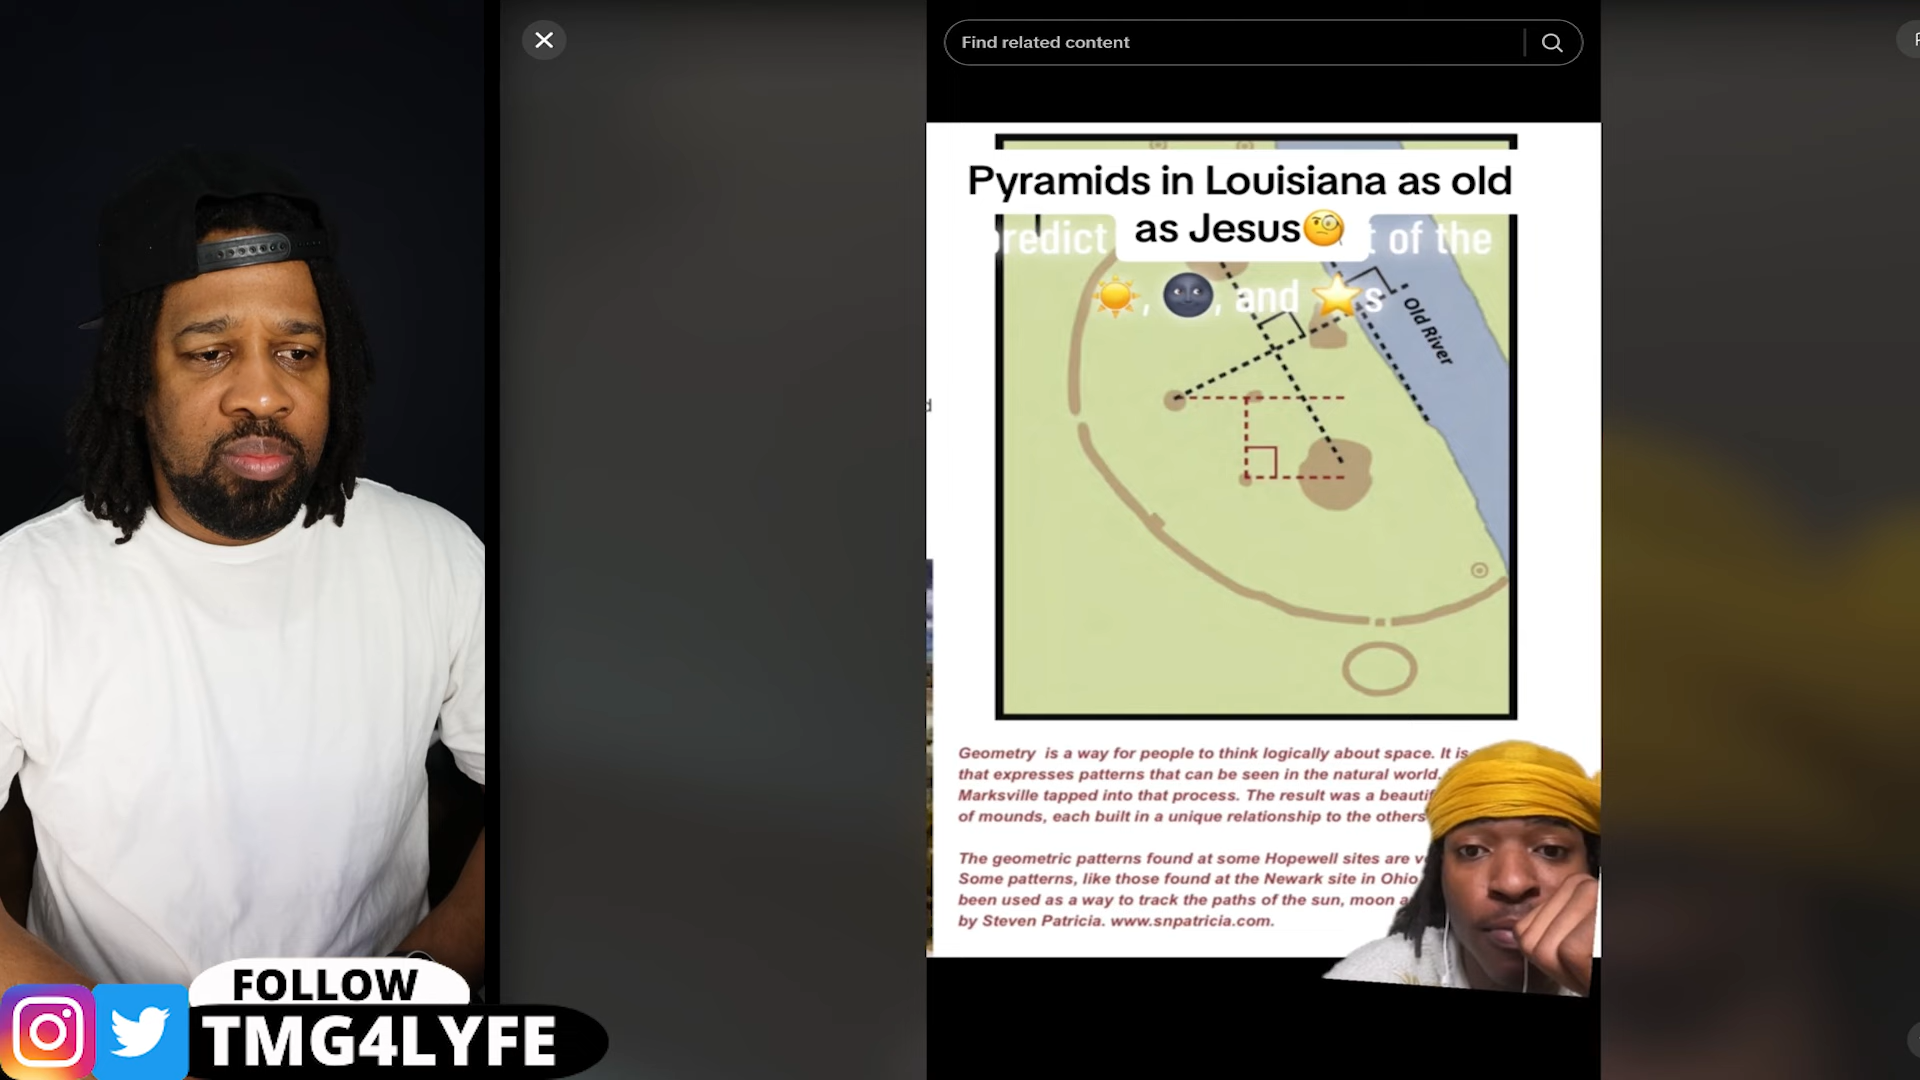 Find related content
Pyramids in Louisiana as old
as Jesus🧐
of the
☀️, 🌚, and ⭐s
Old River
Geometry is a way for people to think logically about space. It is
that expresses patterns that can be seen in the natural world.
Marksville tapped into that process. The result was a
of mounds, each built in a unique relationship to the others
The geometric patterns found at some Hopewell sites are
Some patterns, like those found at the Newark site in Ohio
been used as a way to track the paths of the sun, moon
by Steven Patricia. www.snpatricia.com.
FOLLOW
TMG4LYFE